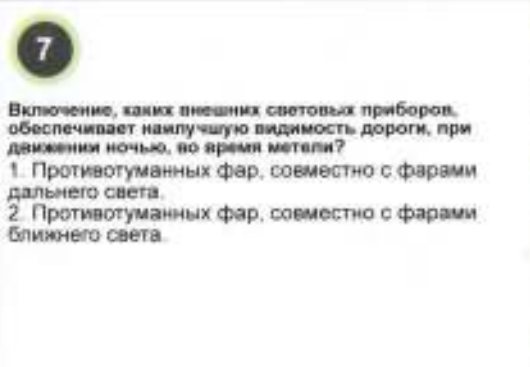 7
Включение, каких внешних световых приборов,
обеспечивает наилучшую видимость дороги, при
движении ночью, во время метели?
1. Противотуманных фар, совместно с фарами
дальнего света.
2. Противотуманных фар, совместно с фарами
ближнего света.